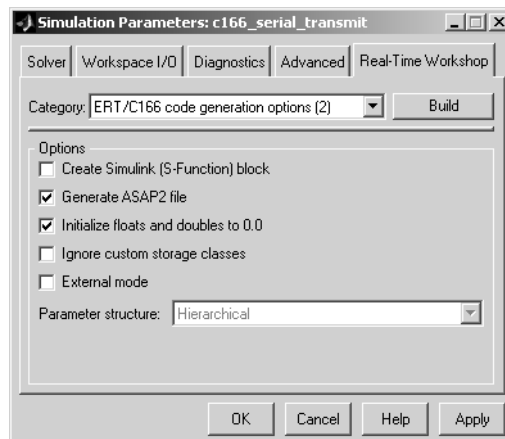 Simulation Parameters: c166_serial_transmit
Solver Workspace I/O Diagnostics Advanced Real-Time Workshop
Category: ERT/C166 code generation options (2) Build
Options
Create Simulink (S-Function) block
Generate ASAP2 file
Initialize floats and doubles to 0.0
Ignore custom storage classes
External mode
Parameter structure: Hierarchical
OK Cancel Help Apply